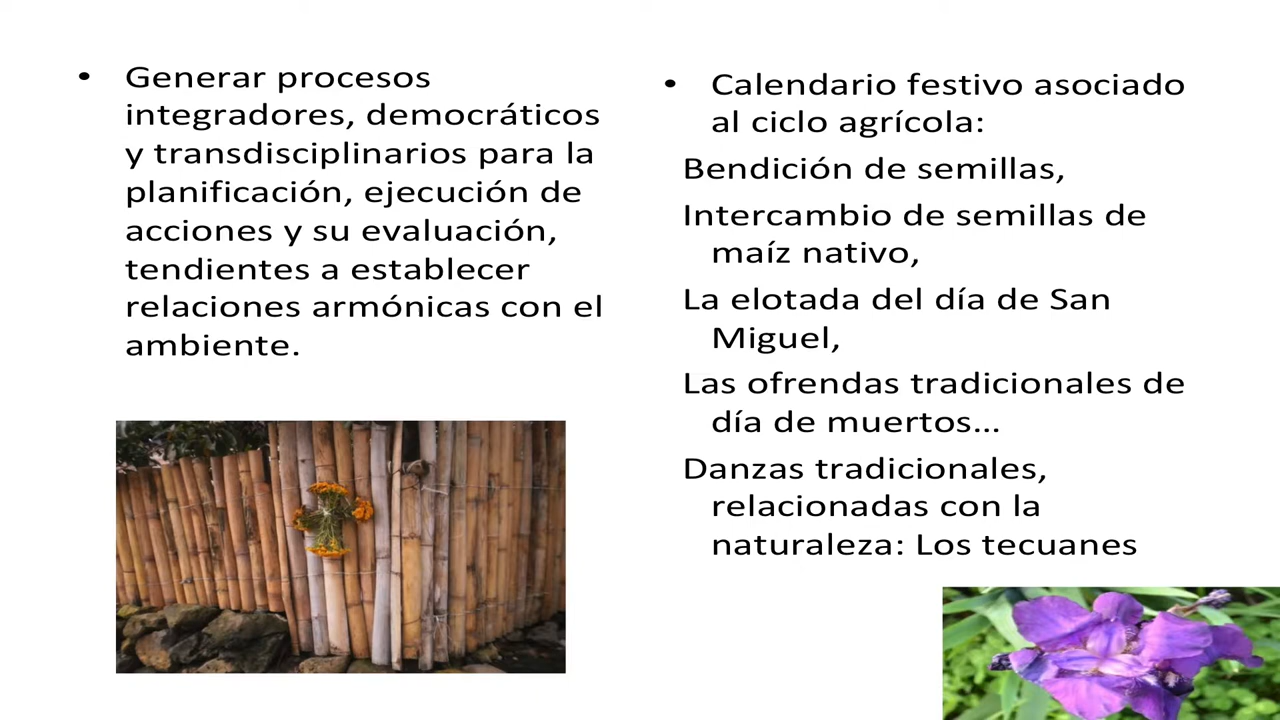 • Generar procesos
integradores, democráticos
y transdisciplinarios para la
planificación, ejecución de
acciones y su evaluación,
tendientes a establecer
relaciones armónicas con el
ambiente.
• Calendario festivo asociado
al ciclo agrícola:
Bendición de semillas,
Intercambio de semillas de
maíz nativo,
La elotada del día de San
Miguel,
Las ofrendas tradicionales de
día de muertos...
Danzas tradicionales,
relacionadas con la
naturaleza: Los tecuanes